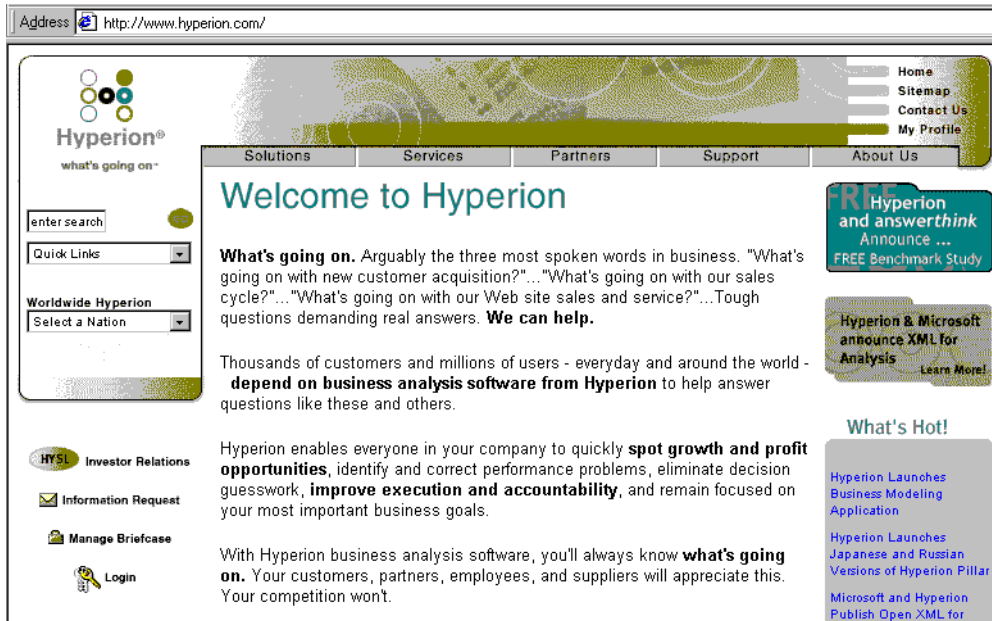 Address http://www.hyperion.com/
Hyperion®
what's going on™
Home
Sitemap
Contact Us
My Profile
Solutions Services Partners Support About Us
enter search
Quick Links
Worldwide Hyperion
Select a Nation
HYSL Investor Relations
Information Request
Manage Briefcase
Login
Welcome to Hyperion
What's going on. Arguably the three most spoken words in business. "What's
going on with new customer acquisition?"..."What's going on with our sales
cycle?"..."What's going on with our Web site sales and service?"...Tough
questions demanding real answers. We can help.
Thousands of customers and millions of users - everyday and around the world -
depend on business analysis software from Hyperion to help answer
questions like these and others.
Hyperion enables everyone in your company to quickly spot growth and profit
opportunities, identify and correct performance problems, eliminate decision
guesswork, improve execution and accountability, and remain focused on
your most important business goals.
With Hyperion business analysis software, you'll always know what's going
on. Your customers, partners, employees, and suppliers will appreciate this.
Your competition won't.
FREE
Hyperion
and answerthink
Announce ...
FREE Benchmark Study
Hyperion & Microsoft
announce XML for
Analysis
Learn More!
What's Hot!
Hyperion Launches
Business Modeling
Application
Hyperion Launches
Japanese and Russian
Versions of Hyperion Pillar
Microsoft and Hyperion
Publish Open XML for